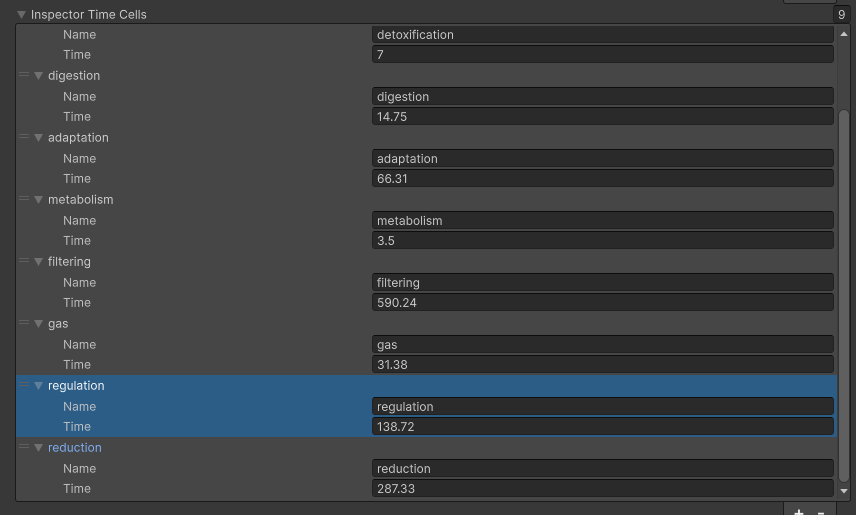 Inspector Time Cells 9
Name detoxification
Time 7
digestion
Name digestion
Time 14.75
adaptation
Name adaptation
Time 66.31
metabolism
Name metabolism
Time 3.5
filtering
Name filtering
Time 590.24
gas
Name gas
Time 31.38
regulation
Name regulation
Time 138.72
reduction
Name reduction
Time 287.33